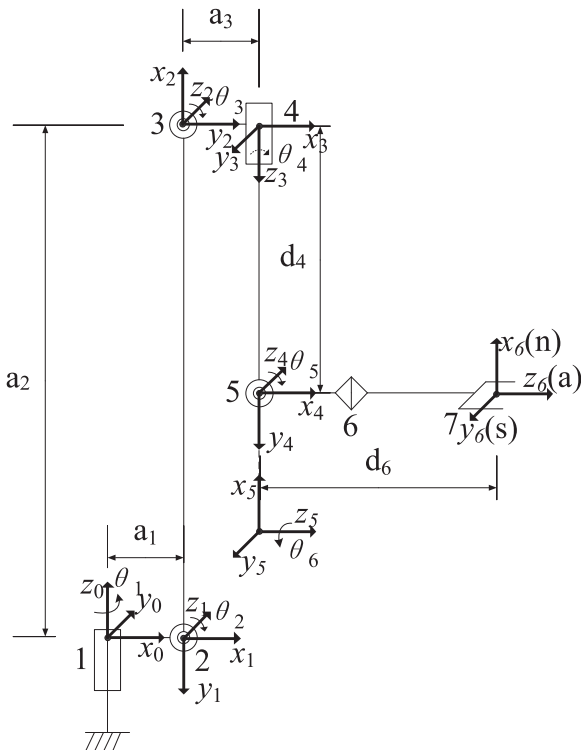 a3
x2
z2
θ3
3
4
y2
x3
y3
θ4
z3
d4
a2
x6(n)
z4
θ5
z6(a)
5
x4
6
7
y6(s)
y4
d6
x5
z5
a1
y5
θ6
z0
θ1
y0
z1
θ2
1
x0
2
x1
y1